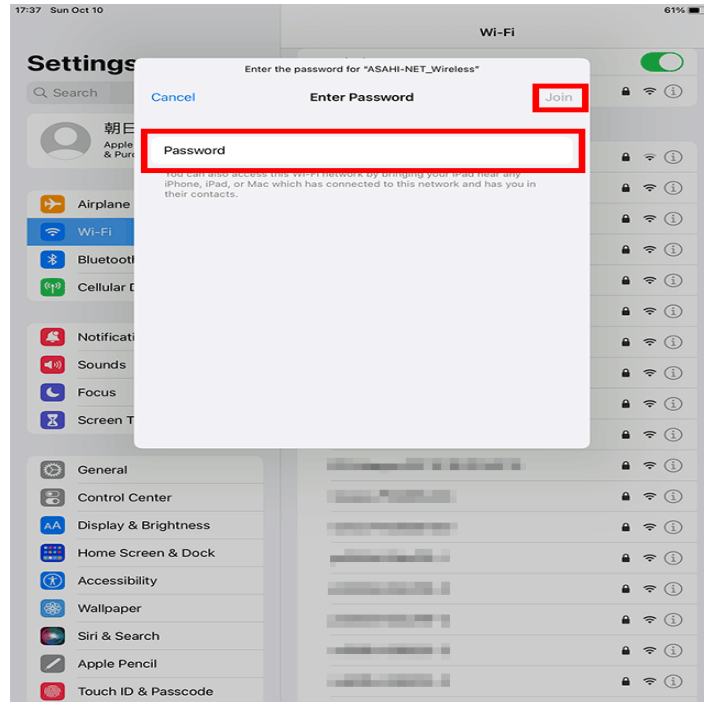 17:37 Sun Oct 10
61%
Wi-Fi
Settings
Search
朝日
Apple
& Purc
Airplane
Wi-Fi
Bluetooth
Cellular D
Notificati
Sounds
Focus
Screen T
General
Control Center
Display & Brightness
Home Screen & Dock
Accessibility
Wallpaper
Siri & Search
Apple Pencil
Touch ID & Passcode
Enter the password for “ASAHI-NET_Wireless”
Cancel
Enter Password
Join
Password
You can also access this Wi-Fi network by bringing your iPad near any
iPhone, iPad, or Mac which has connected to this network and has you in
their contacts.